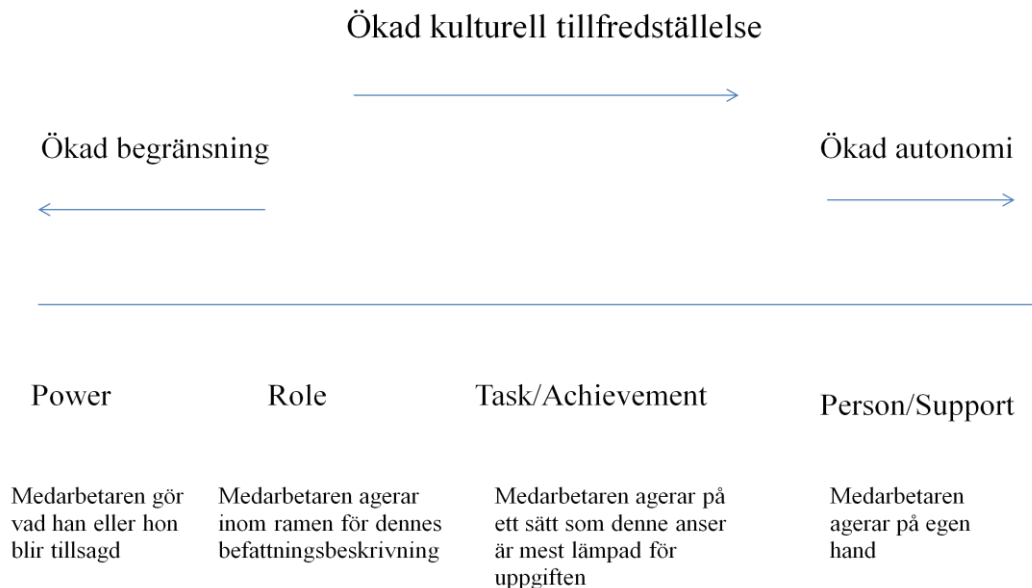 Ökad kulturell tillfredställelse
Ökad begränsning
Ökad autonomi
Power
Role
Task/Achievement
Person/Support
Medarbetaren gör
vad han eller hon
blir tillsagd
Medarbetaren agerar
inom ramen för dennes
befattningsbeskrivning
Medarbetaren agerar på
ett sätt som denne anser
är mest lämpad för
uppgiften
Medarbetaren
agerar på egen
hand